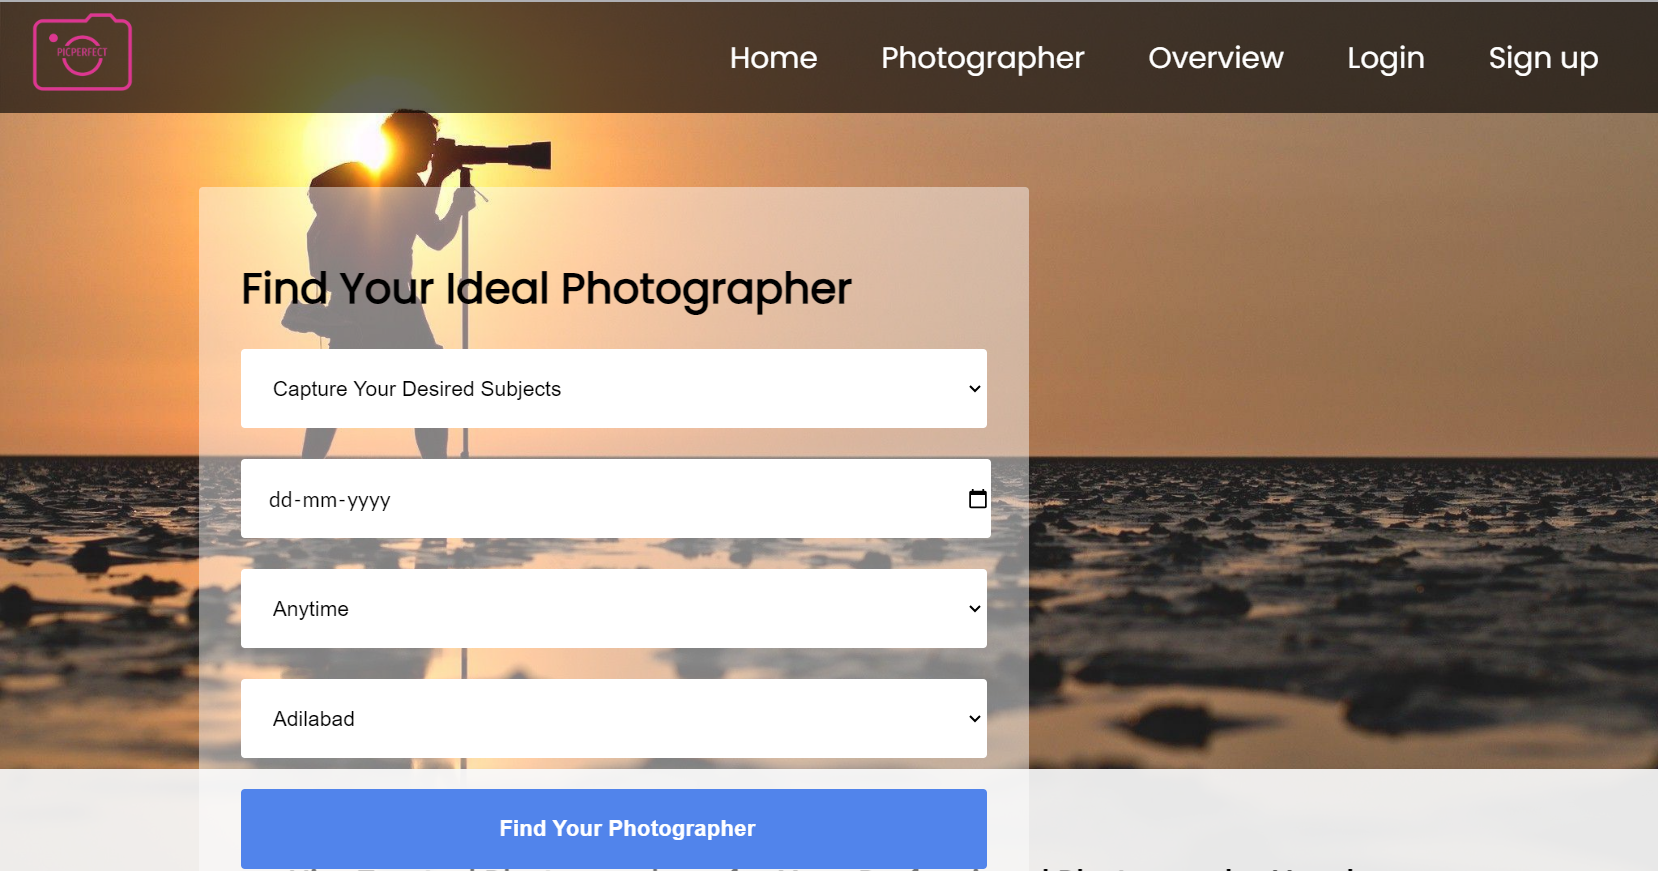 PICPERFECT
Home Photographer Overview Login Sign up
Find Your Ideal Photographer
Capture Your Desired Subjects
dd-mm-yyyy
Anytime
Adilabad
Find Your Photographer